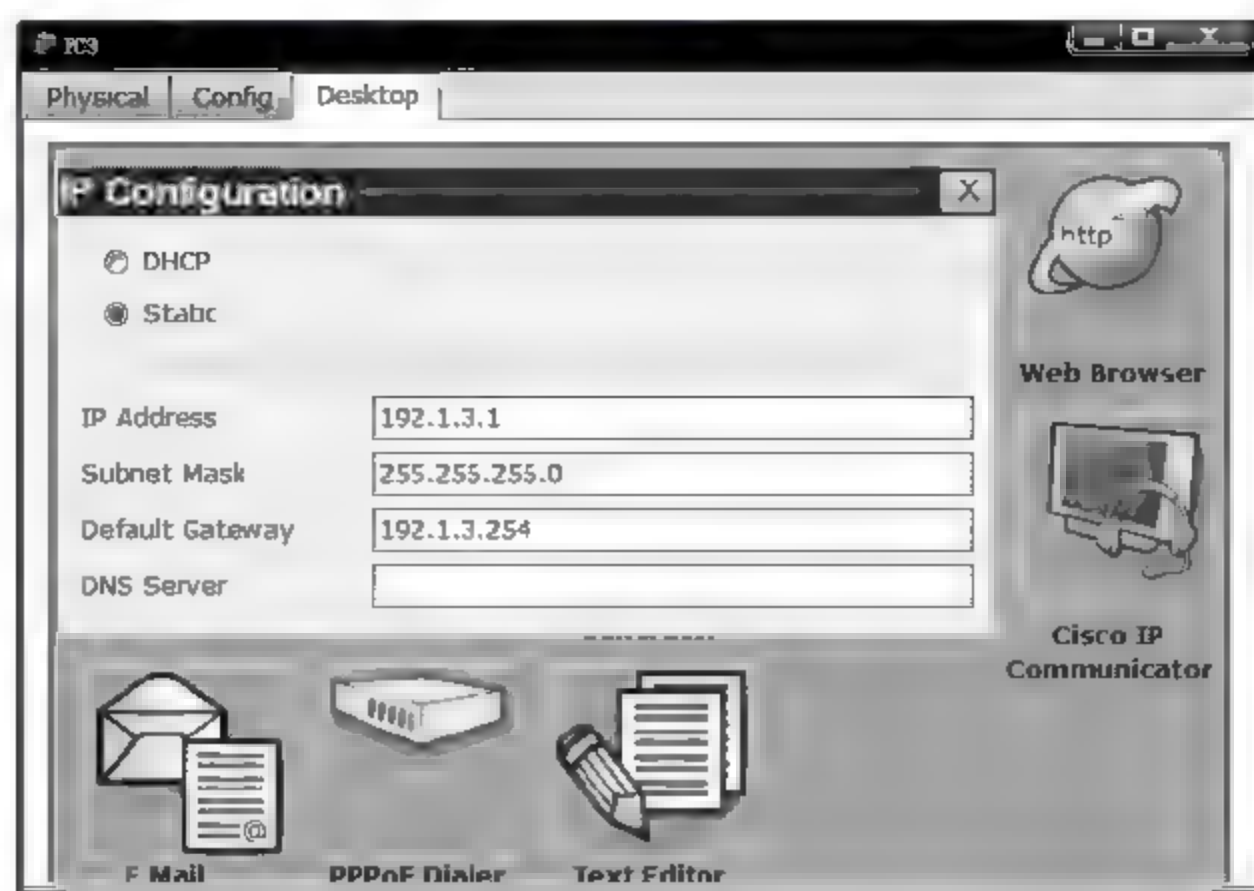 PC3
Physical Config Desktop
IP Configuration X
http
DHCP
Static
Web Browser
IP Address 192.1.3.1
Subnet Mask 255.255.255.0
Default Gateway 192.1.3.254
DNS Server
Cisco IP
Communicator
@
E Mail PPPoE Dialer Text Editor